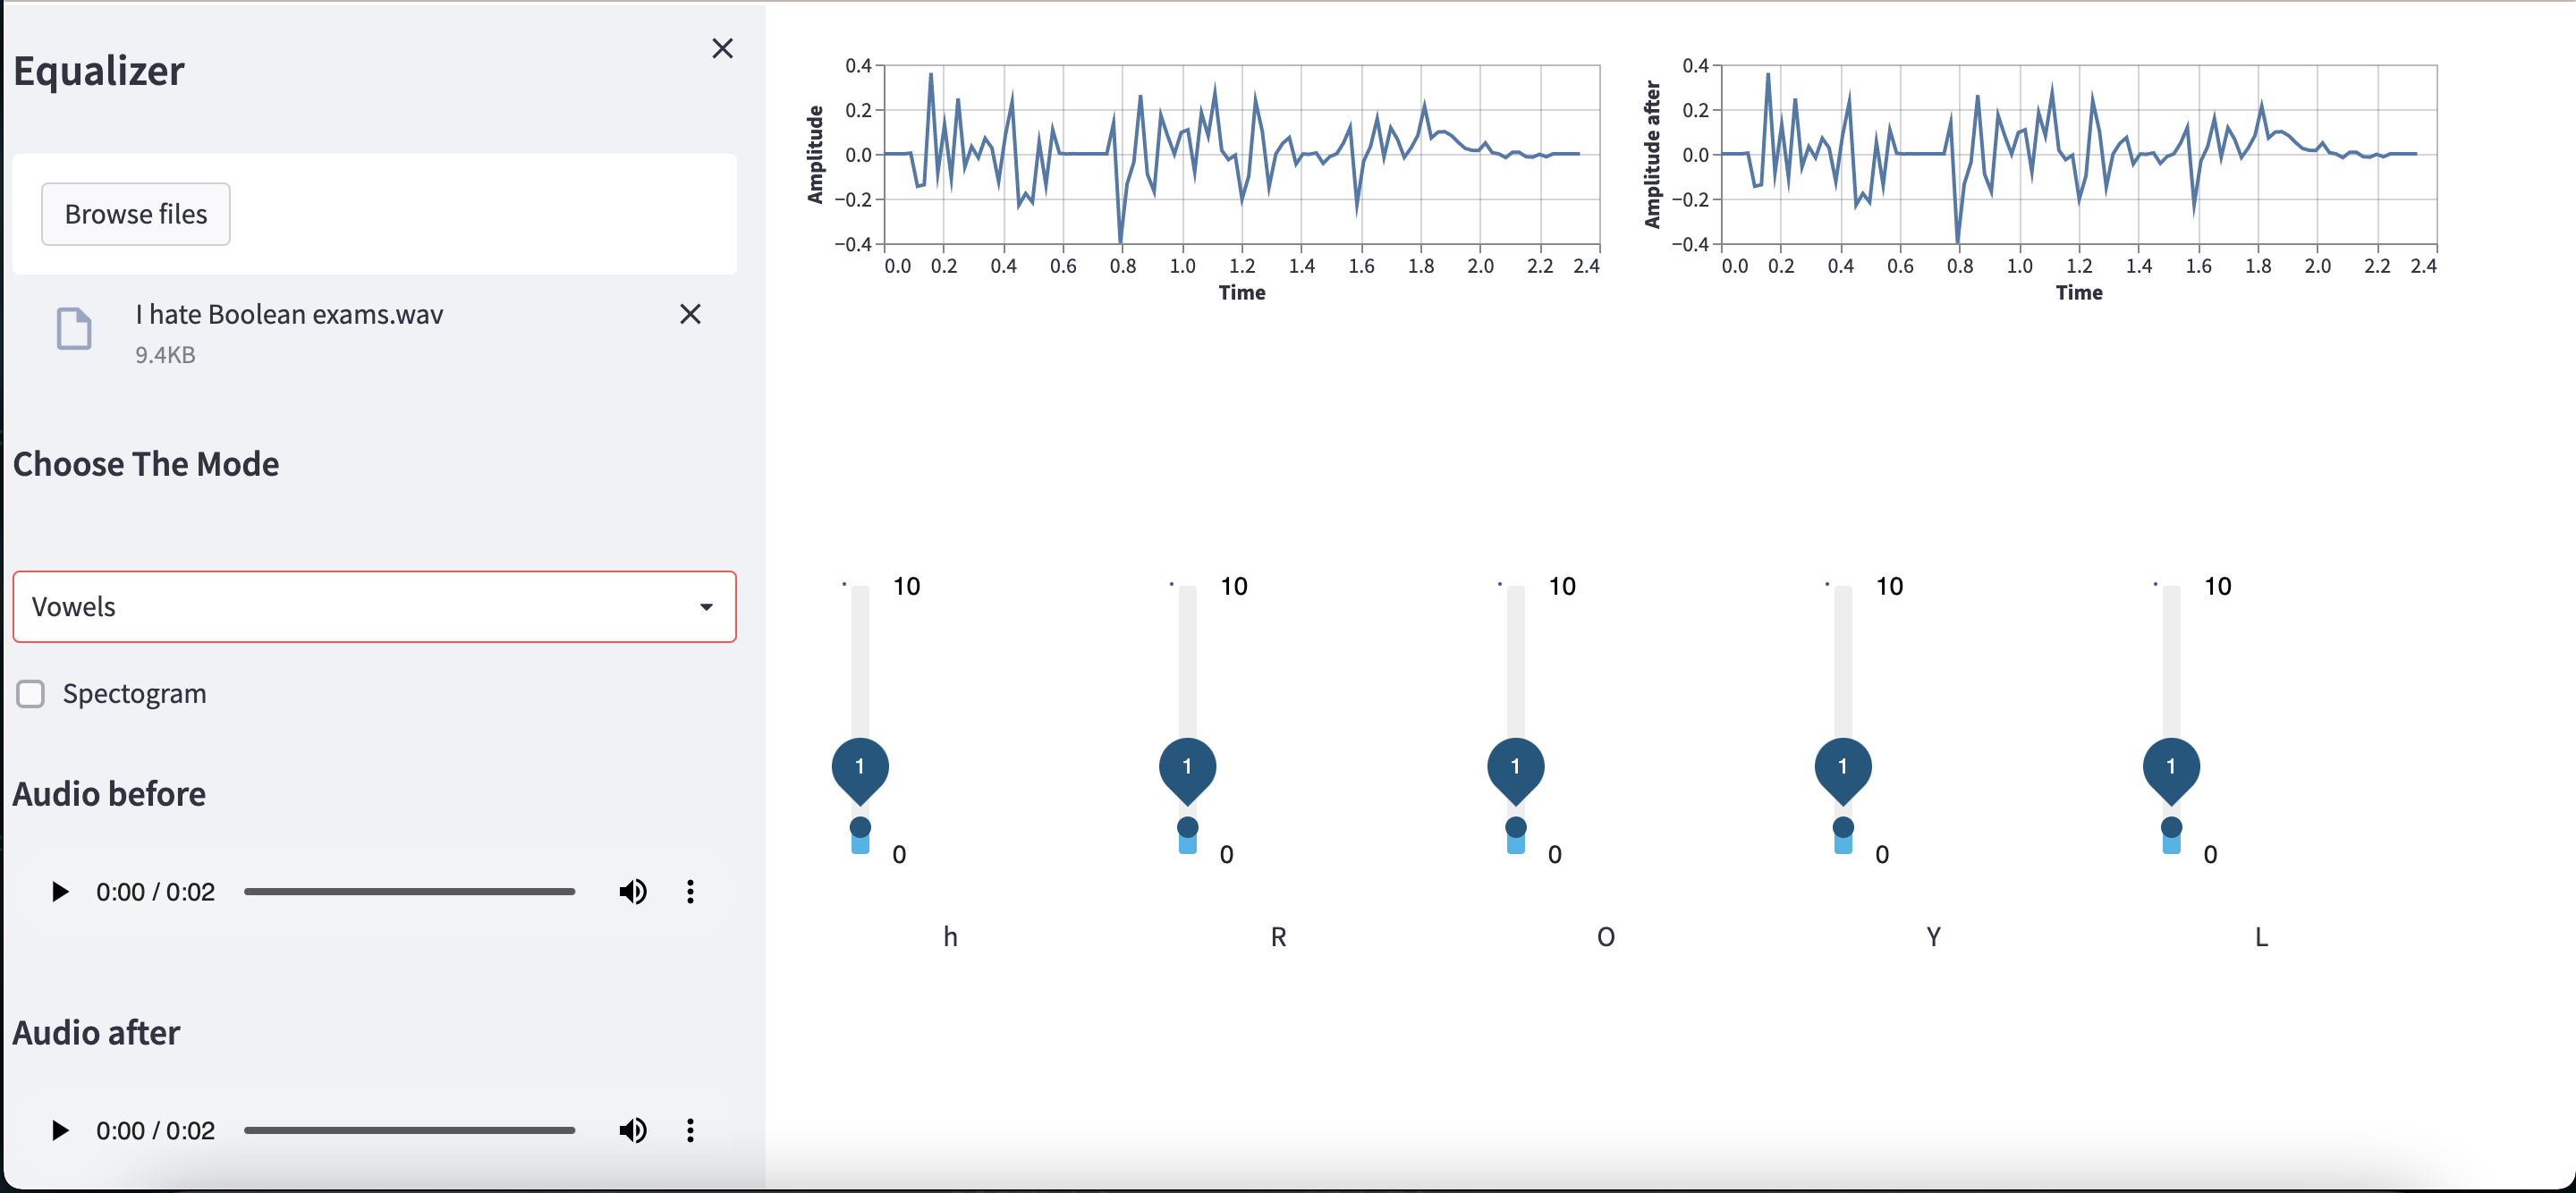 Equalizer
Browse files
I hate Boolean exams.wav
9.4KB
Choose The Mode
Vowels
Spectogram
Audio before
0:00 / 0:02
Audio after
0:00 / 0:02
Amplitude
0.4
0.2
0.0
−0.2
−0.4
0.0 0.2 0.4 0.6 0.8 1.0 1.2 1.4 1.6 1.8 2.0 2.2 2.4
Time
Amplitude after
0.4
0.2
0.0
−0.2
−0.4
0.0 0.2 0.4 0.6 0.8 1.0 1.2 1.4 1.6 1.8 2.0 2.2 2.4
Time
10 10 10 10 10
1 1 1 1 1
0 0 0 0 0
h R O Y L